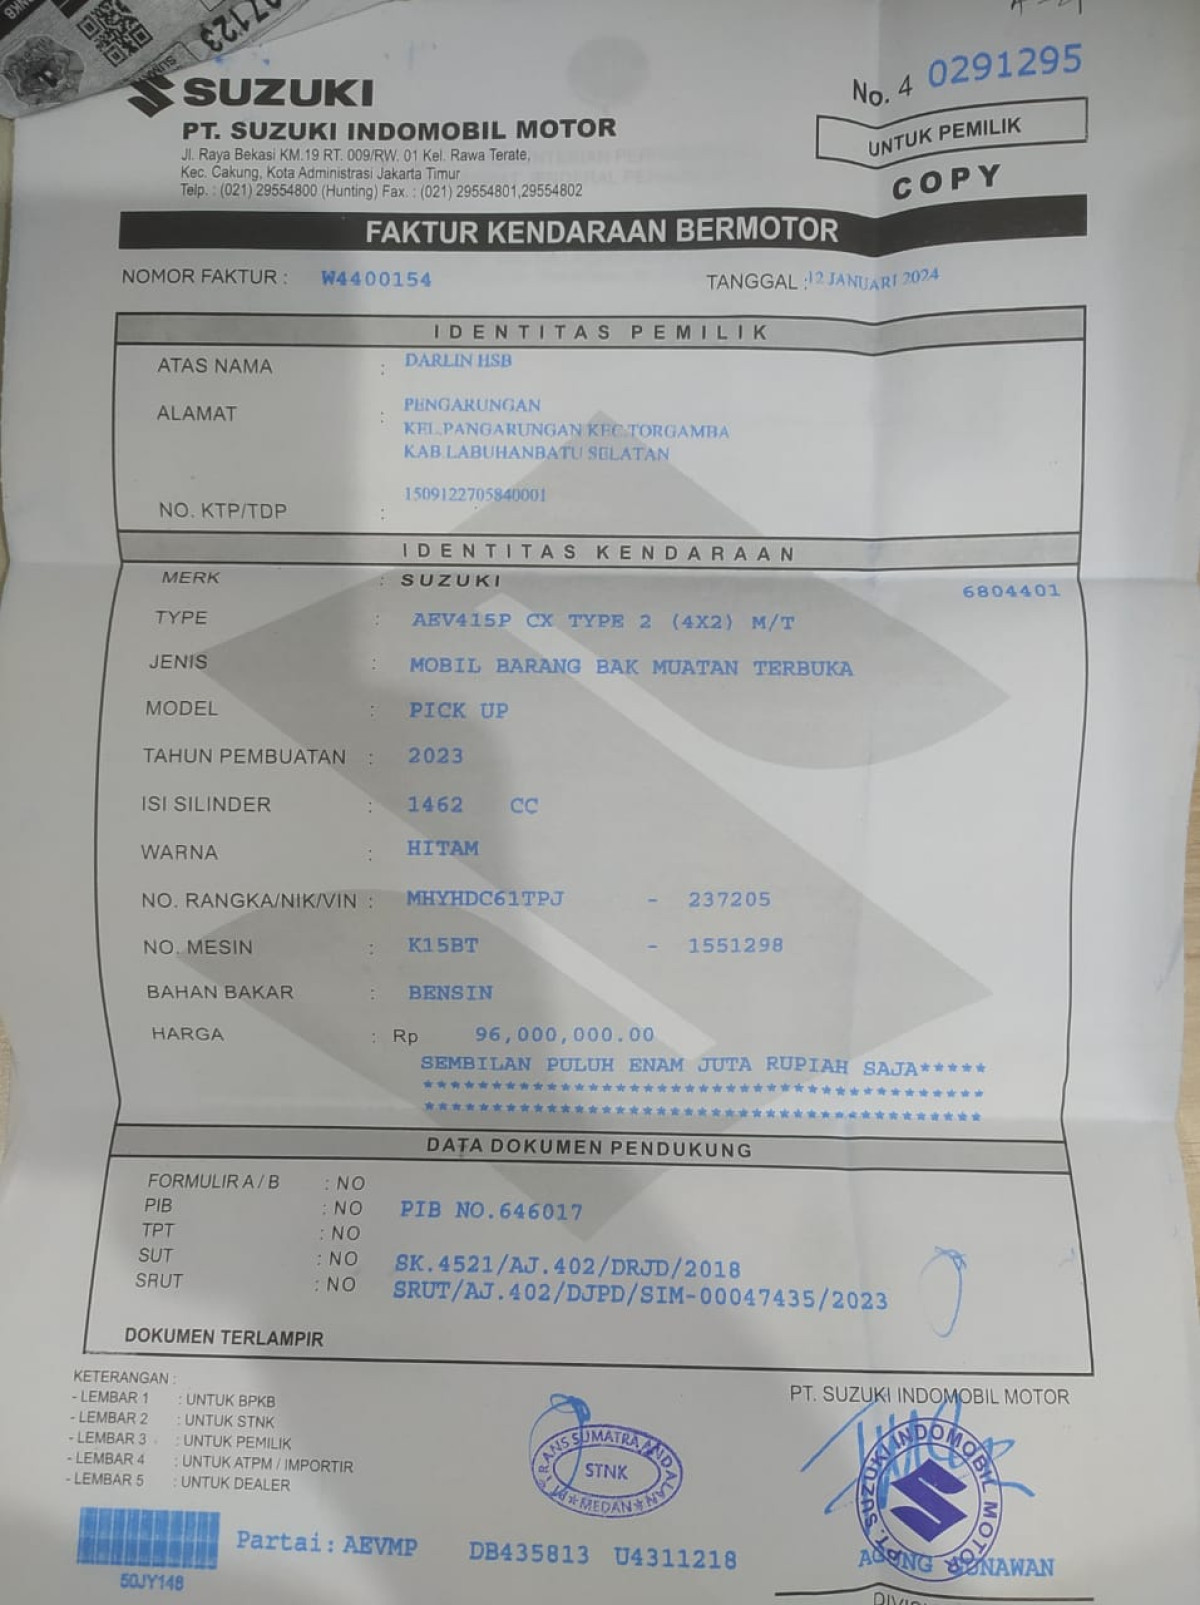 SUZUKI
No. 4 0291295
PT. SUZUKI INDOMOBIL MOTOR
Jl. Raya Bekasi KM.19 RT. 009/RW. 01 Kel. Rawa Terate,
Kec. Cakung, Kota Administrasi Jakarta Timur
Telp. : (021) 29554800 (Hunting) Fax. : (021) 29554801,29554802
UNTUK PEMILIK
COPY
FAKTUR KENDARAAN BERMOTOR
NOMOR FAKTUR : W4400154 TANGGAL : 12 JANUARI 2024
IDENTITAS PEMILIK
ATAS NAMA : DARLIN HSB
ALAMAT : PENGARUNGAN
KEL.PANGARUNGAN KEC.TORGAMBA
KAB.LABUHANBATU SELATAN
NO. KTP/TDP : 1509122705840001
IDENTITAS KENDARAAN
MERK : SUZUKI 6804401
TYPE : AEV415P CX TYPE 2 (4X2) M/T
JENIS : MOBIL BARANG BAK MUATAN TERBUKA
MODEL : PICK UP
TAHUN PEMBUATAN : 2023
ISI SILINDER : 1462 CC
WARNA : HITAM
NO. RANGKA/NIK/VIN : MHYHDC61TPJ - 237205
NO. MESIN : K15BT - 1551298
BAHAN BAKAR : BENSIN
HARGA : Rp 96,000,000.00
SEMBILAN PULUH ENAM JUTA RUPIAH SAJA*****
*****************************************
*****************************************
DATA DOKUMEN PENDUKUNG
FORMULIR A / B : NO
PIB : NO PIB NO.646017
TPT : NO
SUT : NO SK.4521/AJ.402/DRJD/2018
SRUT : NO SRUT/AJ.402/DJPD/SIM-00047435/2023
DOKUMEN TERLAMPIR
KETERANGAN :
- LEMBAR 1 : UNTUK BPKB
- LEMBAR 2 : UNTUK STNK
- LEMBAR 3 : UNTUK PEMILIK
- LEMBAR 4 : UNTUK ATPM / IMPORTIR
- LEMBAR 5 : UNTUK DEALER
PT. SUZUKI INDOMOBIL MOTOR
PT. TRANS SUMATRA ANDALAN
STNK
MEDAN
PT. SUZUKI INDOMOBIL MOTOR
AGUNG GUNAWAN
Partai: AEVMP DB435813 U4311218
50JY148